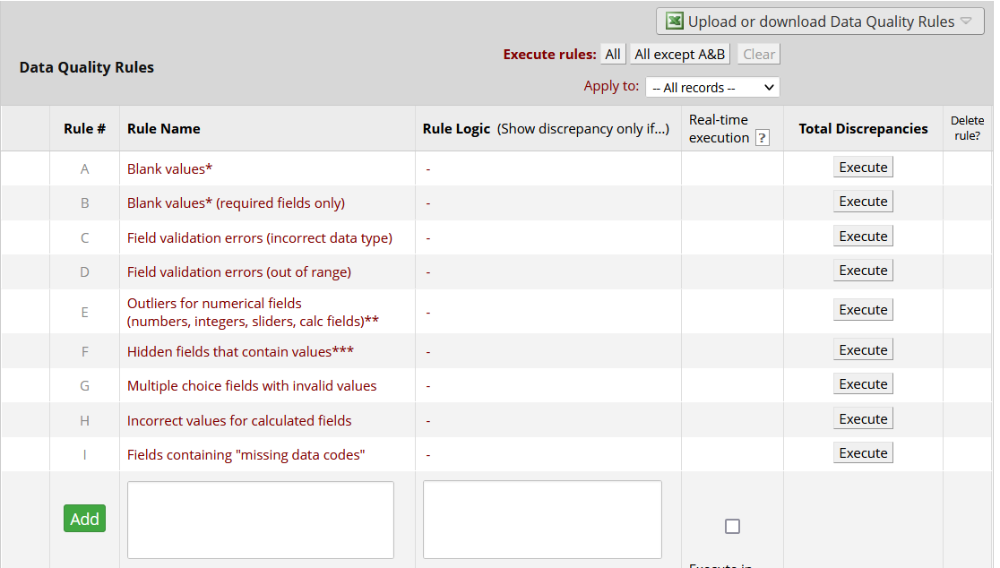 Upload or download Data Quality Rules
Data Quality Rules
Execute rules: All All except A&B Clear
Apply to: -- All records --
Rule # Rule Name Rule Logic (Show discrepancy only if...) Real-time execution ? Total Discrepancies Delete rule?
A Blank values* - Execute
B Blank values* (required fields only) - Execute
C Field validation errors (incorrect data type) - Execute
D Field validation errors (out of range) - Execute
E Outliers for numerical fields
(numbers, integers, sliders, calc fields)** - Execute
F Hidden fields that contain values*** - Execute
G Multiple choice fields with invalid values - Execute
H Incorrect values for calculated fields - Execute
I Fields containing "missing data codes" - Execute
Add